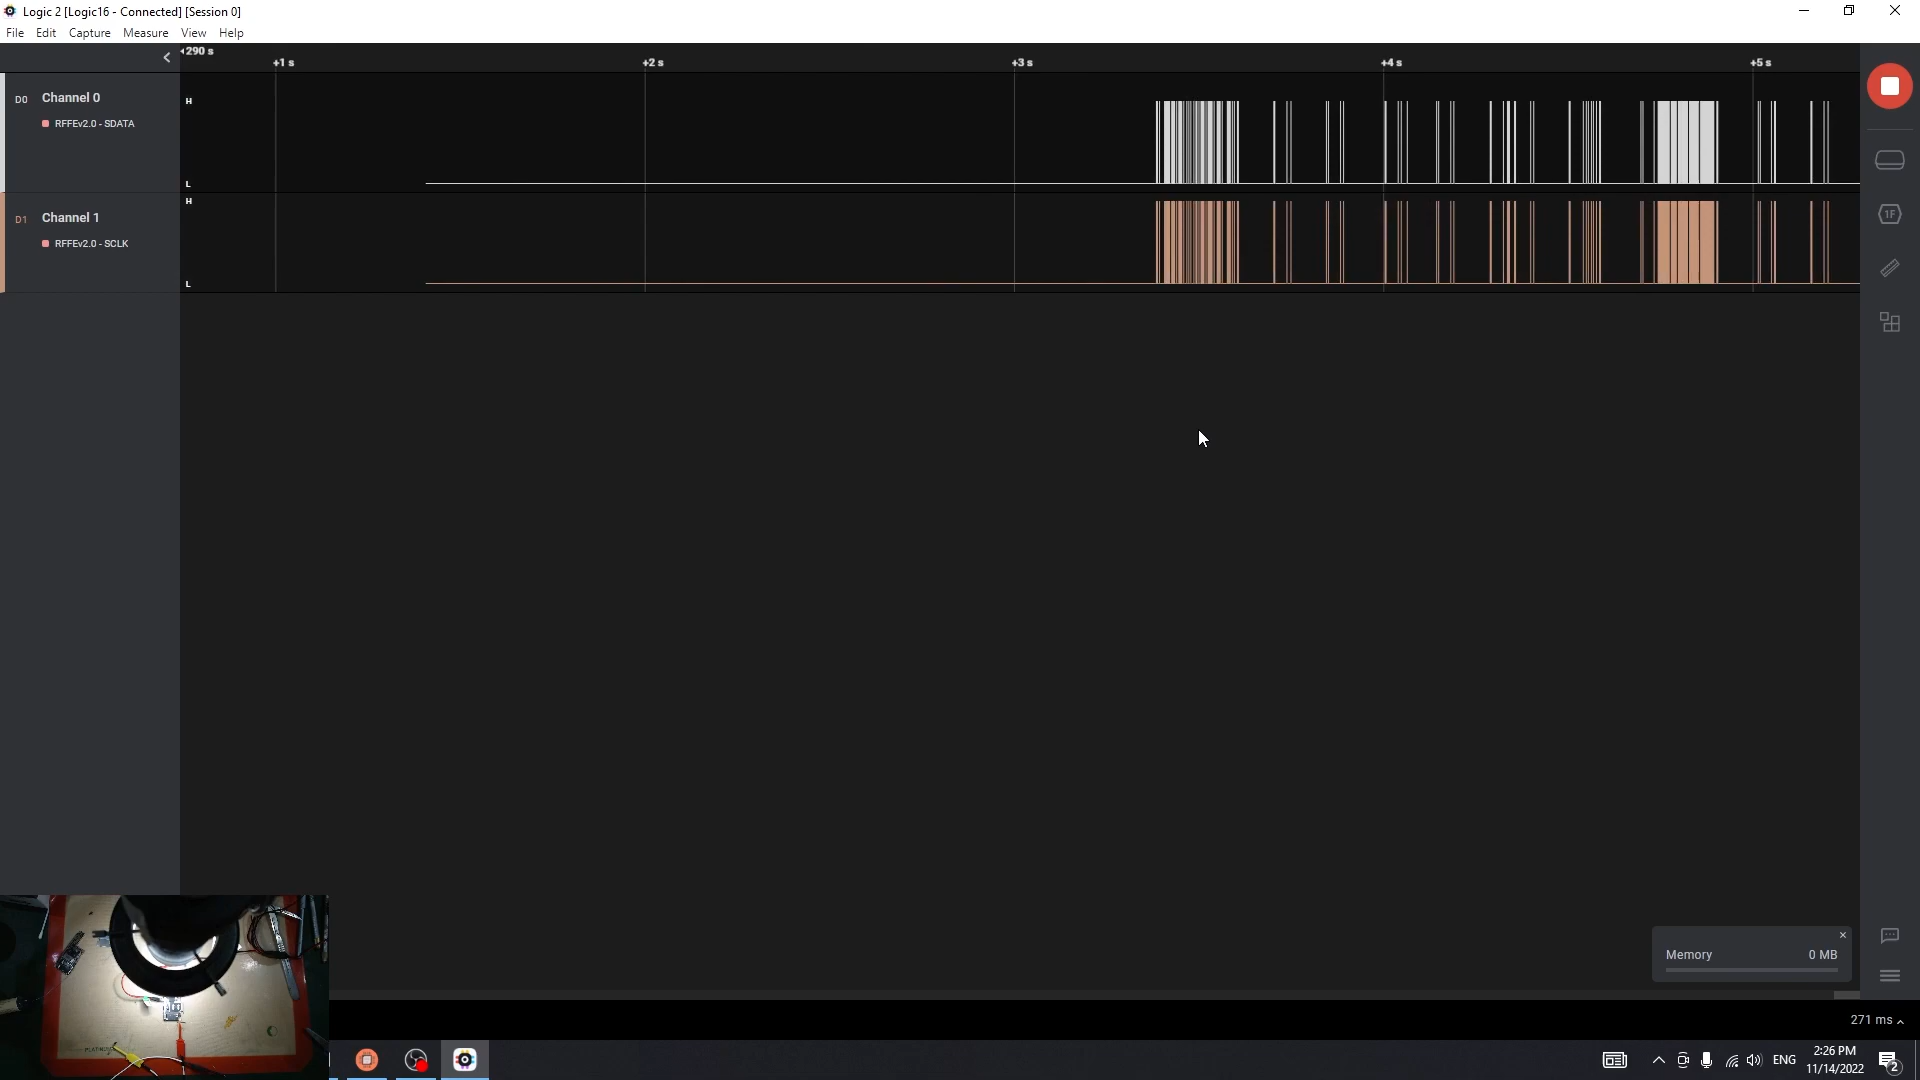 Logic 2 [Logic16 - Connected] [Session 0]
File Edit Capture Measure View Help
290 s
+1 s +2 s +3 s +4 s +5 s
D0 Channel 0
RFFEv2.0 - SDATA
H
L
D1 Channel 1
RFFEv2.0 - SCLK
H
L
1F
Memory 0 MB
271 ms
ENG
2:26 PM
11/14/2022
2